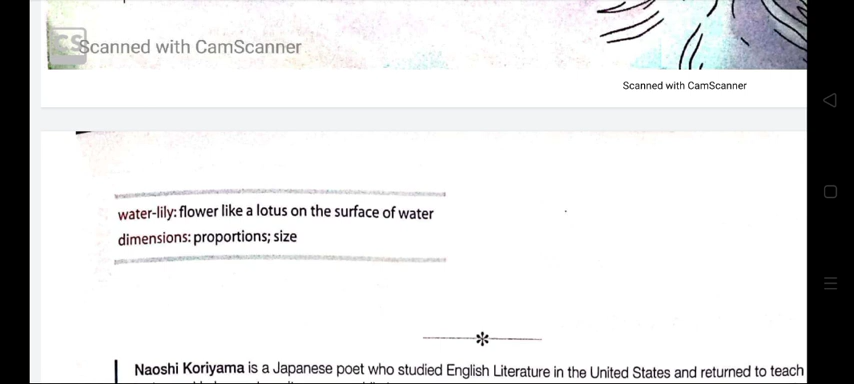 Scanned with CamScanner
Scanned with CamScanner
water-lily: flower like a lotus on the surface of water
dimensions: proportions; size
Naoshi Koriyama is a Japanese poet who studied English Literature in the United States and returned to teach